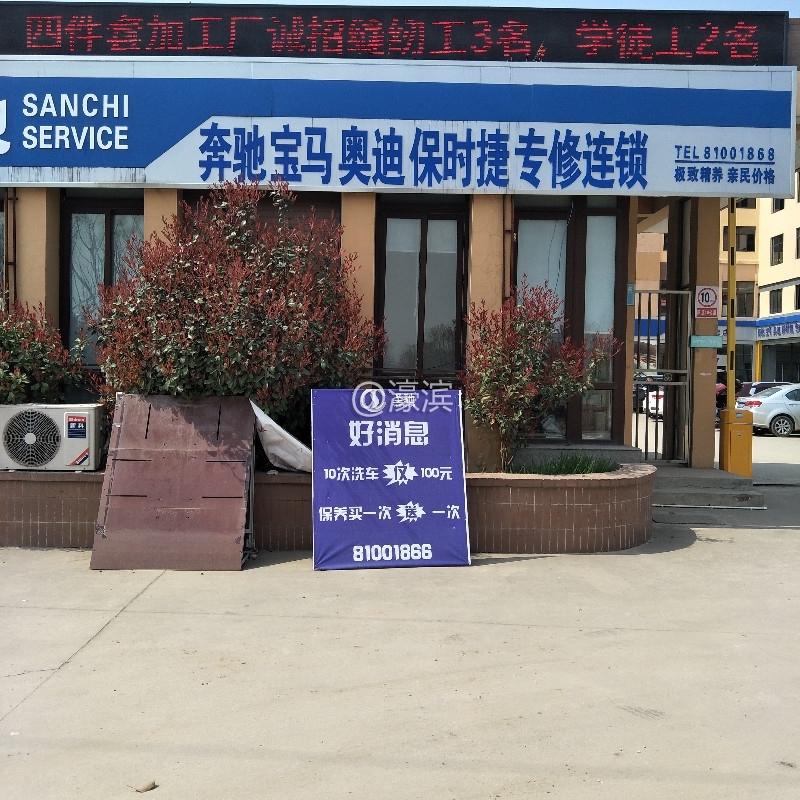 四件套加工厂诚招缝纫工3名，学徒工2名
SANCHI
SERVICE
奔驰 宝马 奥迪 保时捷 专修连锁
TEL 81001868
极致精养 亲民价格
10
@濠滨
好消息
10次洗车 仅 100元
保养买一次 送 一次
81001866